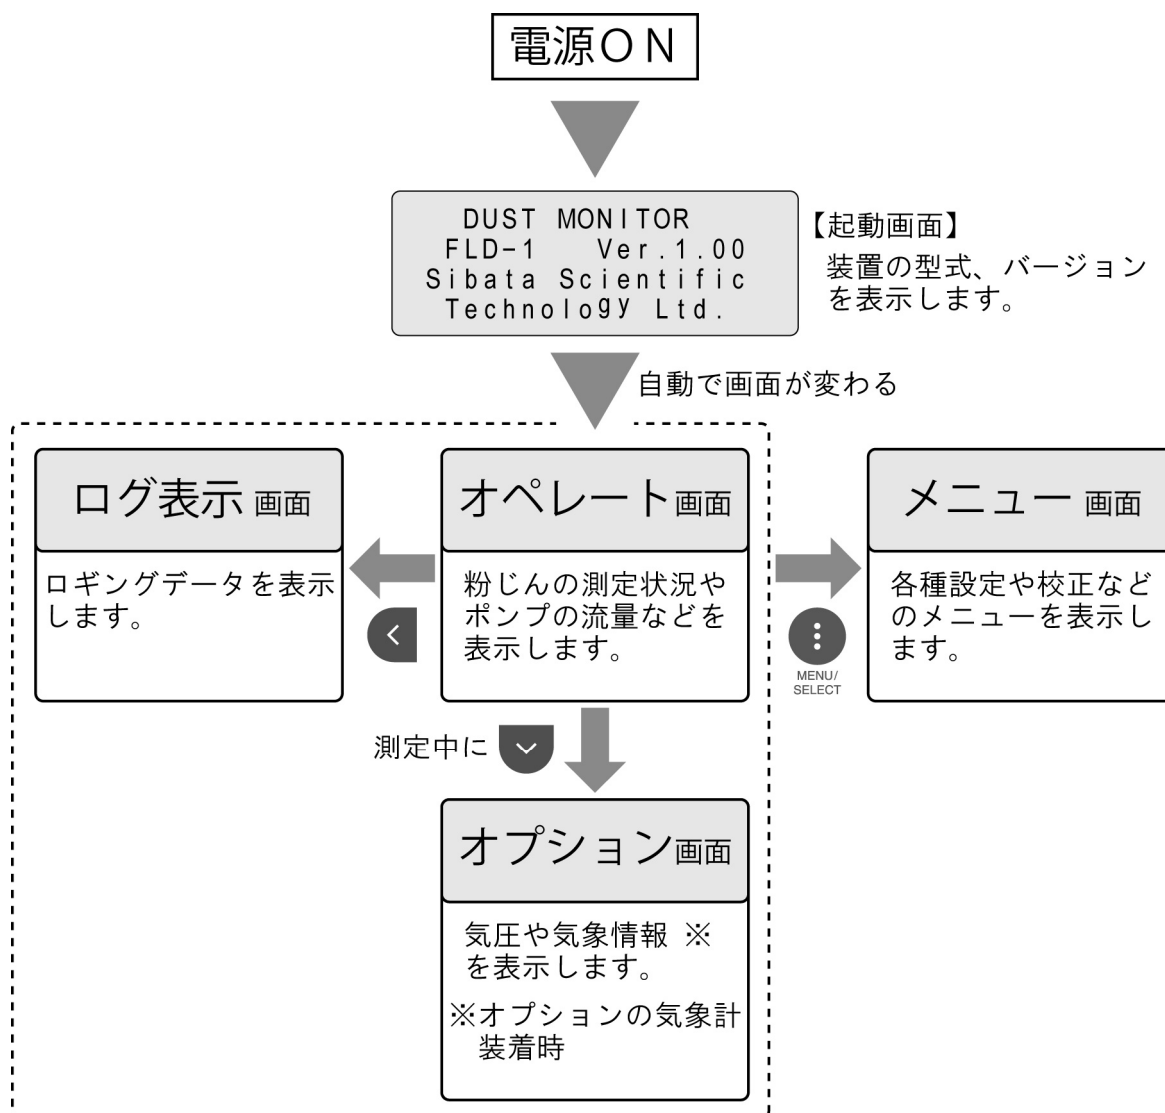 電源ON
DUST MONITOR
FLD-1 Ver.1.00
Sibata Scientific
Technology Ltd.
【起動画面】
装置の型式、バージョン
を表示します。
自動で画面が変わる
ログ表示 画面
ロギングデータを表示
します。
オペレート画面
粉じんの測定状況や
ポンプの流量などを
表示します。
メニュー 画面
各種設定や校正など
のメニューを表示し
ます。
MENU/
SELECT
測定中に
オプション画面
気圧や気象情報 ※
を表示します。
※オプションの気象計
装着時